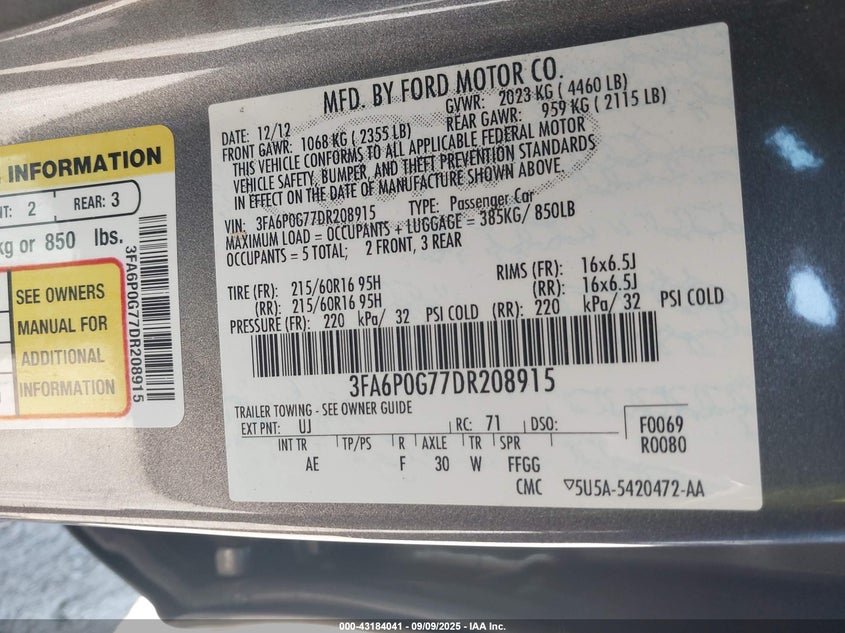 MFD. BY FORD MOTOR CO.
DATE: 12/12
GVWR: 2023 KG ( 4460 LB)
FRONT GAWR: 1068 KG ( 2355 LB)
REAR GAWR: 959 KG ( 2115 LB)
THIS VEHICLE CONFORMS TO ALL APPLICABLE FEDERAL MOTOR
VEHICLE SAFETY, BUMPER, AND THEFT PREVENTION STANDARDS
IN EFFECT ON THE DATE OF MANUFACTURE SHOWN ABOVE.
VIN: 3FA6P0G77DR208915 TYPE: Passenger Car
MAXIMUM LOAD = OCCUPANTS + LUGGAGE = 385KG/ 850LB
OCCUPANTS = 5 TOTAL; 2 FRONT, 3 REAR
TIRE (FR): 215/60R16 95H RIMS (FR): 16x6.5J
(RR): 215/60R16 95H (RR): 16x6.5J
PRESSURE (FR): 220 kPa/ 32 PSI COLD (RR): 220 kPa/ 32 PSI COLD
3FA6P0G77DR208915
TRAILER TOWING - SEE OWNER GUIDE
EXT PNT: UJ RC: 71 DSO:
F0069
R0080
INT TR TP/PS R AXLE TR SPR
AE F 30 W FFGG
CMC ▽5U5A-5420472-AA
INFORMATION
NT: 2 REAR: 3
kg or 850 lbs.
SEE OWNERS
MANUAL FOR
ADDITIONAL
INFORMATION
3FA6P0G77DR208915
000-43184041 - 09/09/2025 - IAA Inc.